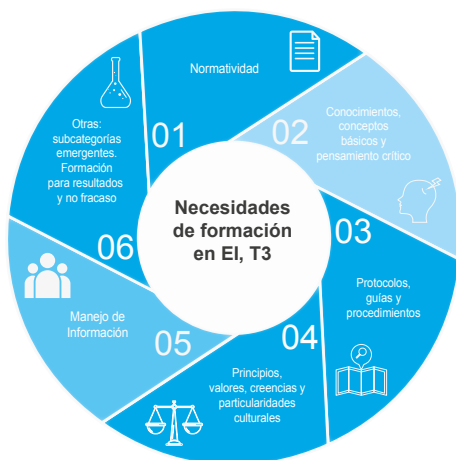 Necesidades
de formación
en EI, T3
01
Normatividad
02
Conocimientos,
conceptos
básicos y
pensamiento crítico
03
Protocolos,
guías y
procedimientos
04
Principios,
valores, creencias y
particularidades
culturales
05
Manejo de
Información
06
Otras:
subcategorías
emergentes.
Formación
para resultados
y no fracaso